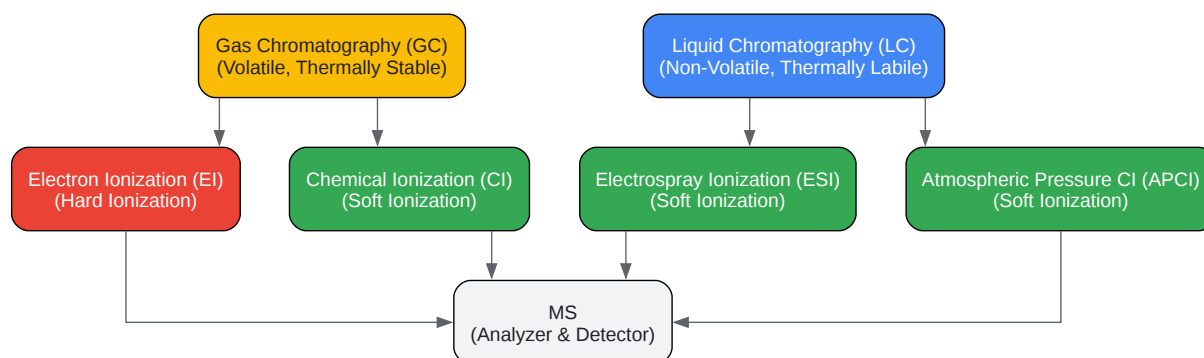 Gas Chromatography (GC)
(Volatile, Thermally Stable)
Liquid Chromatography (LC)
(Non-Volatile, Thermally Labile)
Electron Ionization (EI)
(Hard Ionization)
Chemical Ionization (CI)
(Soft Ionization)
Electrospray Ionization (ESI)
(Soft Ionization)
Atmospheric Pressure CI (APCI)
(Soft Ionization)
MS
(Analyzer & Detector)